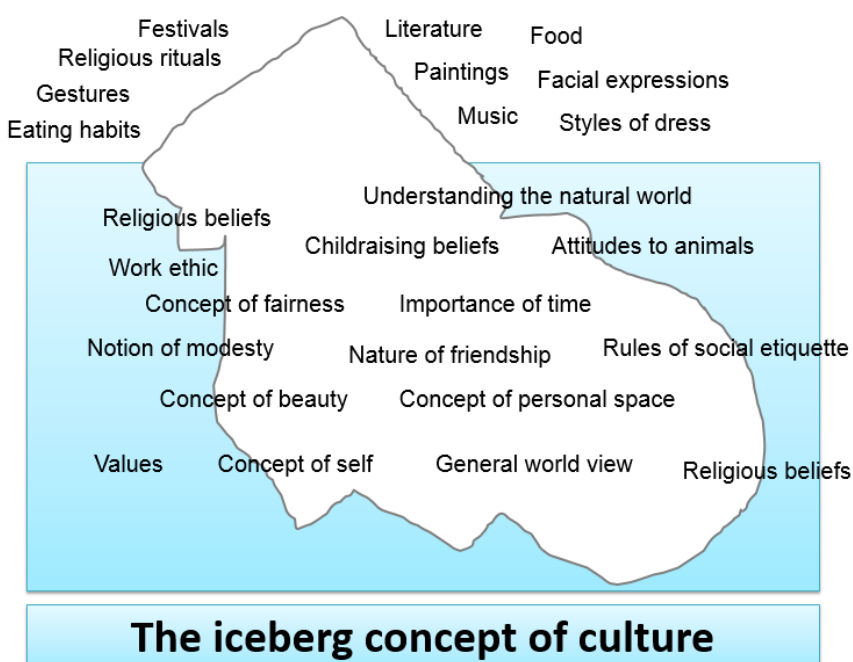 Festivals
Literature
Food
Religious rituals
Paintings
Facial expressions
Gestures
Music
Styles of dress
Eating habits
Understanding the natural world
Religious beliefs
Childraising beliefs
Attitudes to animals
Work ethic
Concept of fairness
Importance of time
Notion of modesty
Nature of friendship
Rules of social etiquette
Concept of beauty
Concept of personal space
Values
Concept of self
General world view
Religious beliefs
The iceberg concept of culture